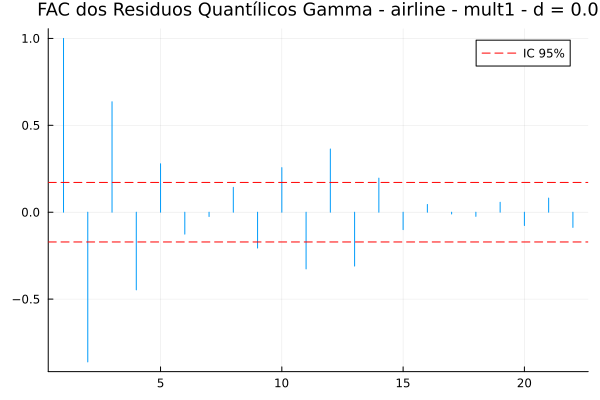 FAC dos Residuos Quantílicos Gamma - airline - mult1 - d = 0.0
IC 95%
1.0
0.5
0.0
−0.5
5 10 15 20